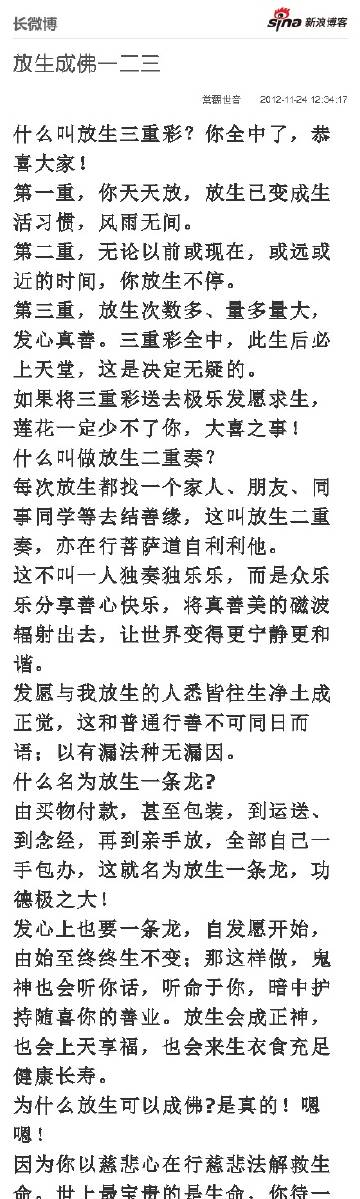 长微博
sina 新浪博客
放生成佛一二三
2012-11-24 12:34:17
什么叫放生三重彩？你全中了，恭
喜大家！
第一重，你天天放，放生已变成生
活习惯，风雨无间。
第二重，无论以前或现在，或远或
近的时间，你放生不停。
第三重，放生次数多、量多量大，
发心真善。三重彩全中，此生后必
上天堂，这是决定无疑的。
如果将三重彩送去极乐发愿求生，
莲花一定少不了你，大喜之事！
什么叫做放生二重奏？
每次放生都找一个家人、朋友、同
事同学等去结善缘，这叫放生二重
奏，亦在行菩萨道自利利他。
这不叫一人独奏独乐乐，而是众乐
乐分享善心快乐，将真善美的磁波
辐射出去，让世界变得更宁静更和
谐。
发愿与我放生的人悉皆往生净土成
正觉，这和普通行善不可同日而
语；以有漏法种无漏因。
什么名为放生一条龙?
由买物付款，甚至包装，到运送、
到念经，再到亲手放，全部自己一
手包办，这就名为放生一条龙，功
德极之大！
发心上也要一条龙，自发愿开始，
由始至终终生不变；那这样做，鬼
神也会听你话，听命于你，暗中护
持随喜你的善业。放生会成正神，
也会上天享福，也会来生衣食充足
健康长寿。
为什么放生可以成佛?是真的！嗯
嗯！
因为你以慈悲心在行慈悲法解救生
命。世上最宝贵的是生命，你待一